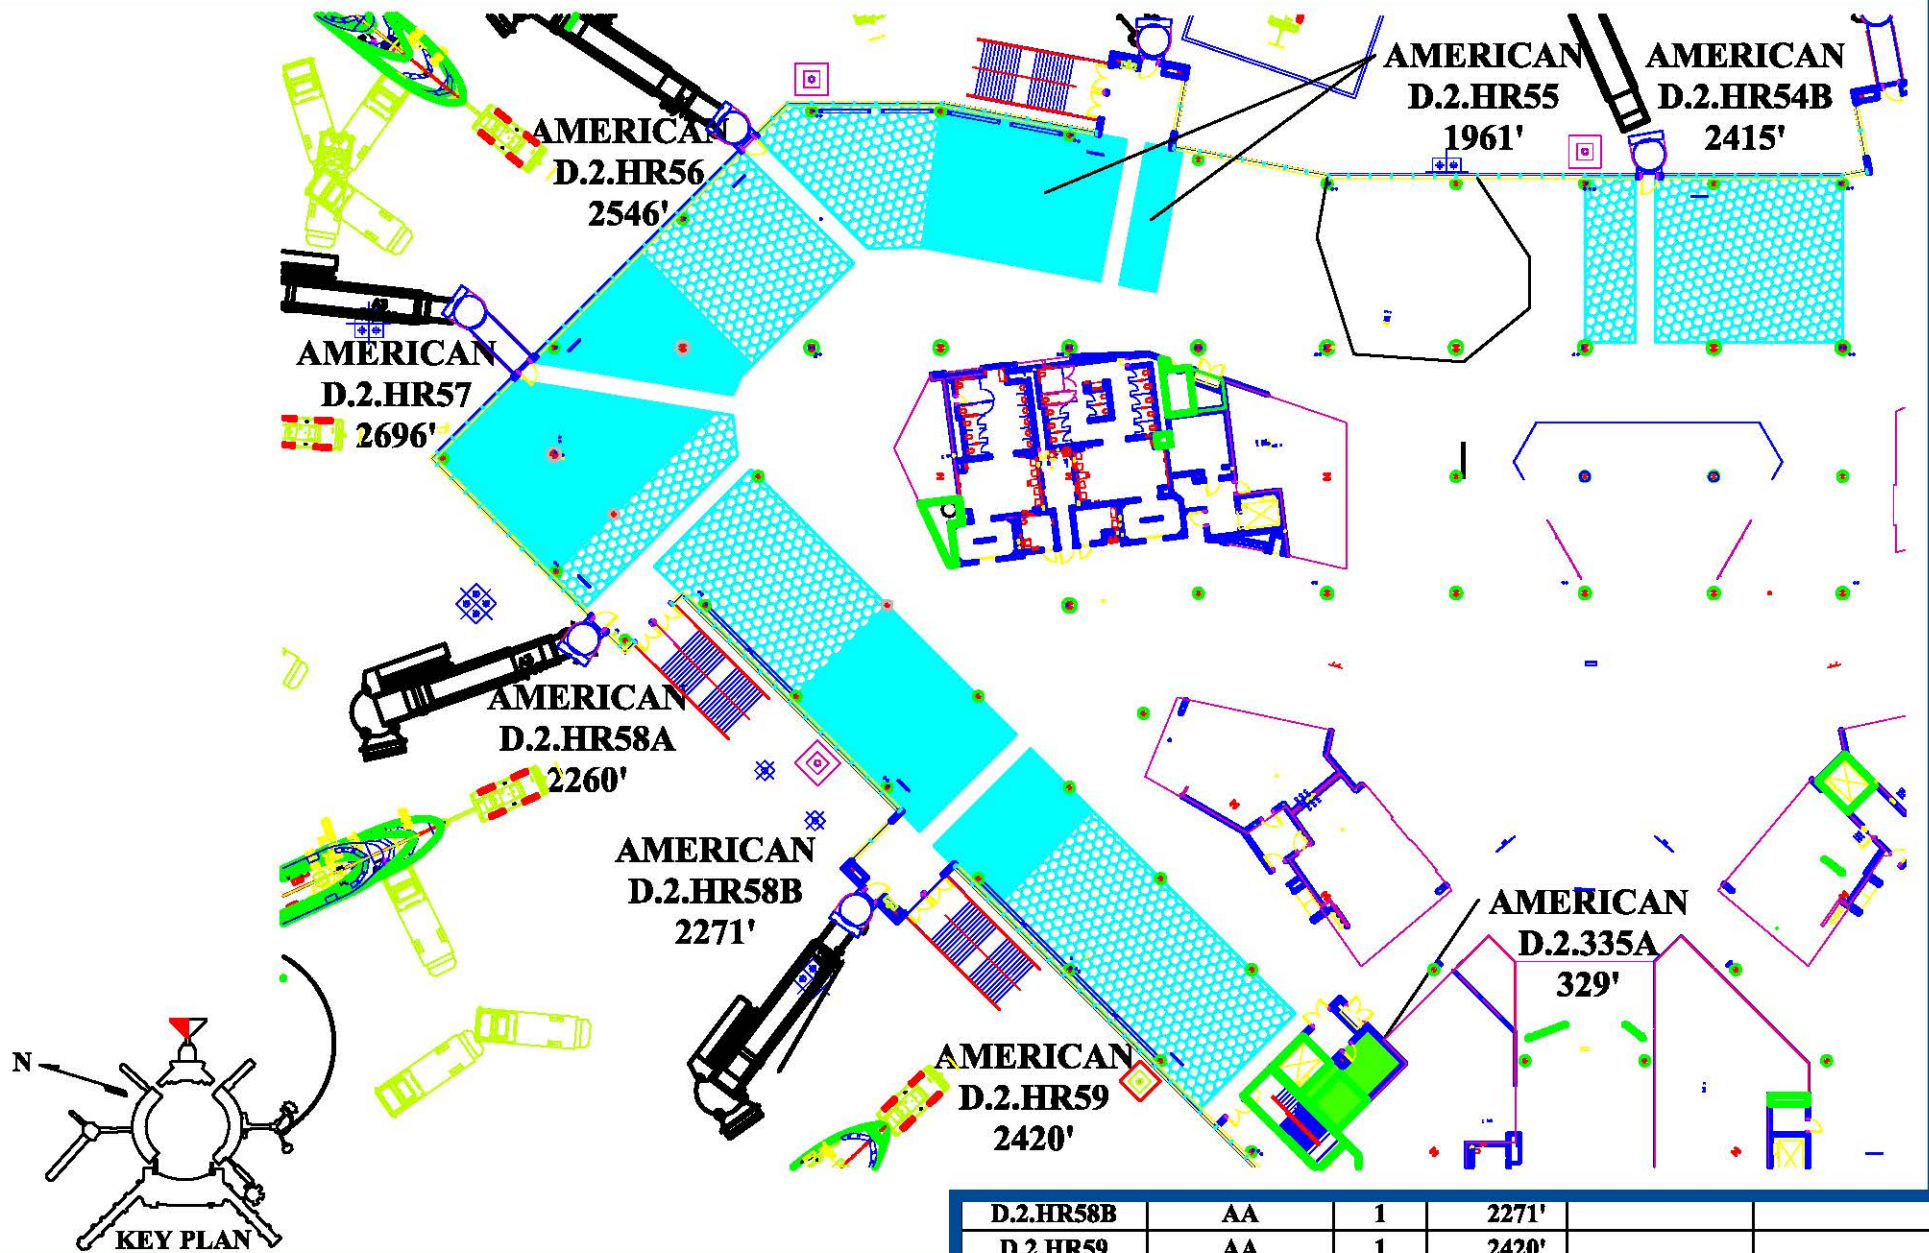 AMERICAN
D.2.HR55
1961'
AMERICAN
D.2.HR54B
2415'
AMERICAN
D.2.HR56
2546'
AMERICAN
D.2.HR57
2696'
AMERICAN
D.2.HR58A
2260'
AMERICAN
D.2.HR58B
2271'
AMERICAN
D.2.335A
329'
AMERICAN
D.2.HR59
2420'
N
KEY PLAN
D.2.HR58B AA 1 2271'
D.2.HR59 AA 1 2420'